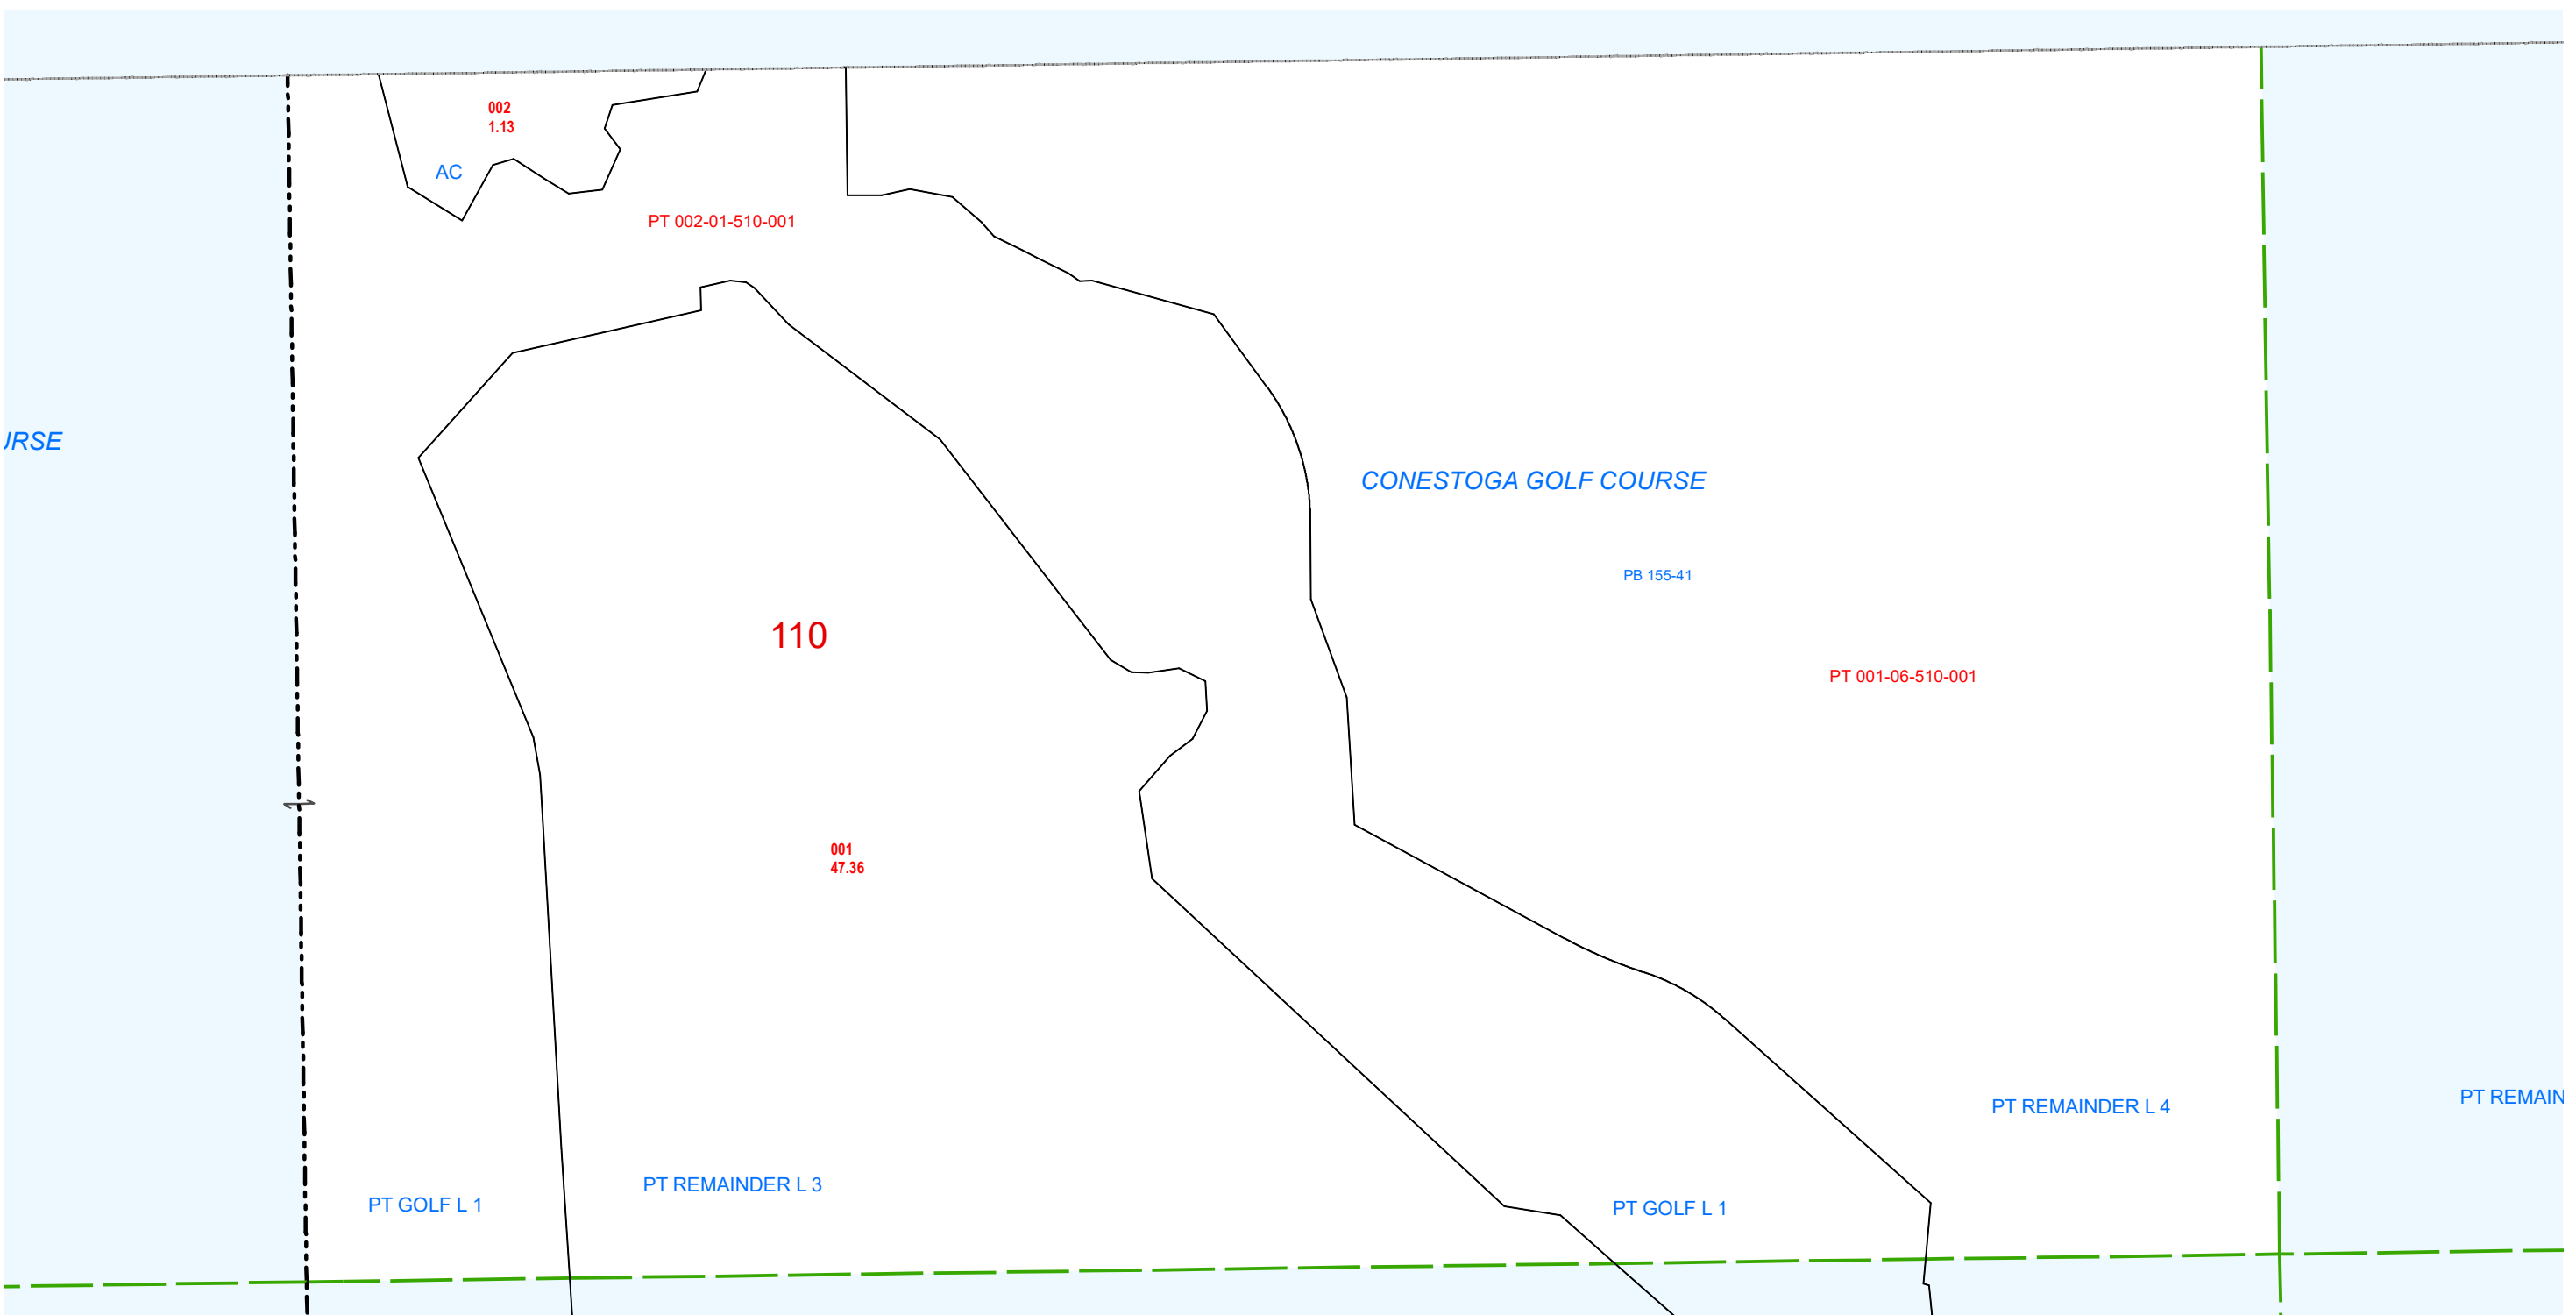 002
1.13
AC
PT 002-01-510-001
URSE
CONESTOGA GOLF COURSE
PB 155-41
110
PT 001-06-510-001
001
47.36
PT REMAIN
PT REMAINDER L 4
PT REMAINDER L 3
PT GOLF L 1
PT GOLF L 1